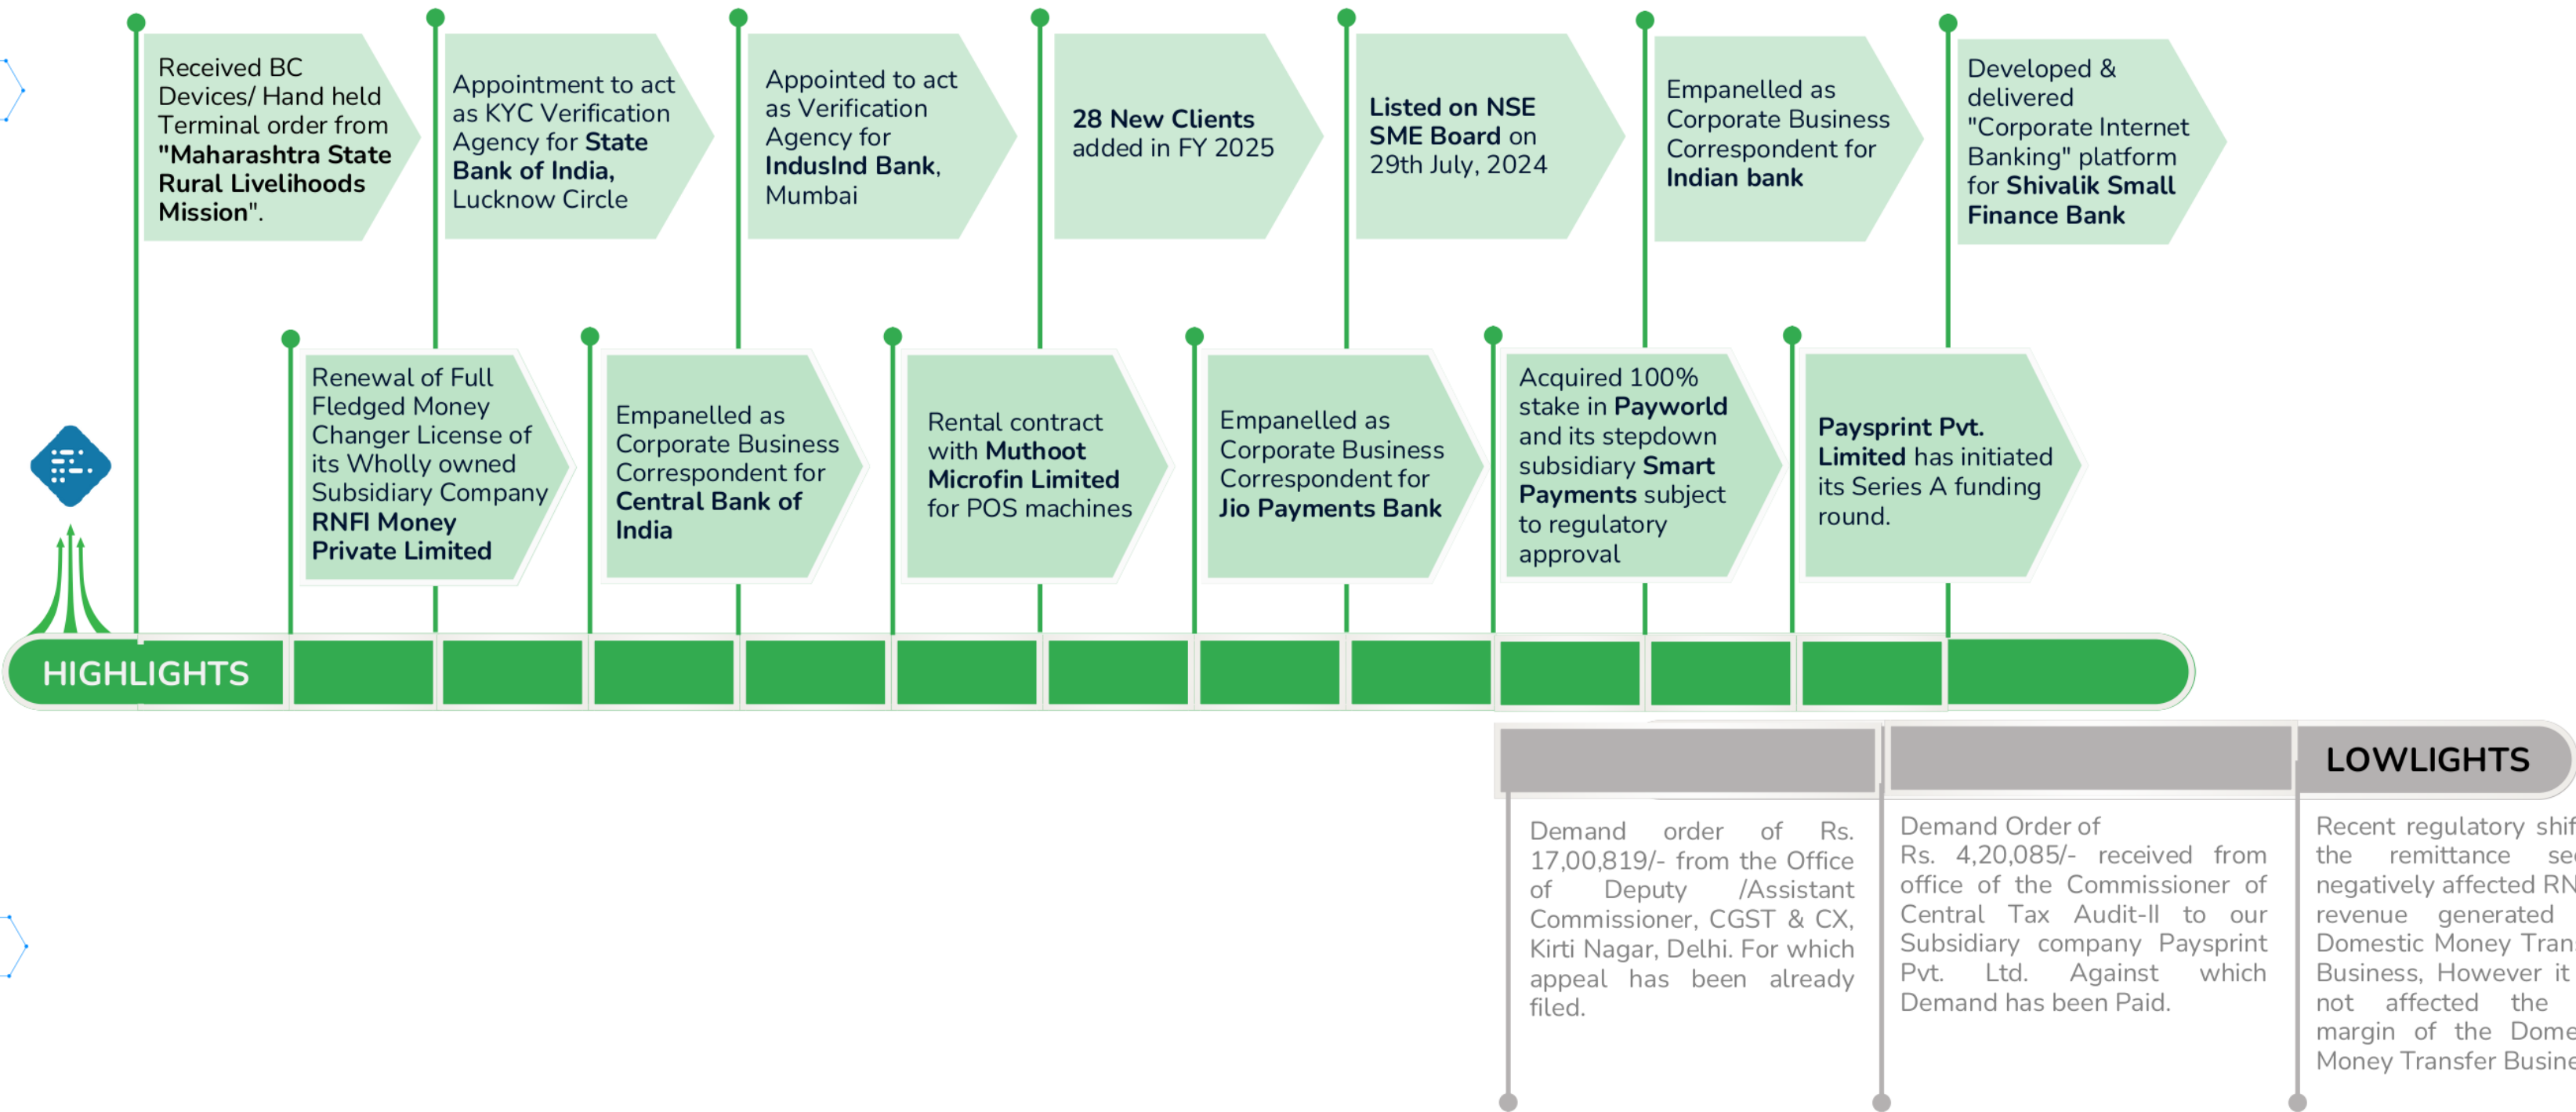 Received BC
Devices/ Hand held
Terminal order from
"Maharashtra State
Rural Livelihoods
Mission".
Appointment to act
as KYC Verification
Agency for State
Bank of India,
Lucknow Circle
Appointed to act
as Verification
Agency for
IndusInd Bank,
Mumbai
28 New Clients
added in FY 2025
Listed on NSE
SME Board on
29th July, 2024
Empanelled as
Corporate Business
Correspondent for
Indian bank
Developed &
delivered
"Corporate Internet
Banking" platform
for Shivalik Small
Finance Bank
Renewal of Full
Fledged Money
Changer License of
its Wholly owned
Subsidiary Company
RNFI Money
Private Limited
Empanelled as
Corporate Business
Correspondent for
Central Bank of
India
Rental contract
with Muthoot
Microfin Limited
for POS machines
Empanelled as
Corporate Business
Correspondent for
Jio Payments Bank
Acquired 100%
stake in Payworld
and its stepdown
subsidiary Smart
Payments subject
to regulatory
approval
Paysprint Pvt.
Limited has initiated
its Series A funding
round.
HIGHLIGHTS
LOWLIGHTS
Demand order of Rs.
17,00,819/- from the Office
of Deputy /Assistant
Commissioner, CGST & CX,
Kirti Nagar, Delhi. For which
appeal has been already
filed.
Demand Order of
Rs. 4,20,085/- received from
office of the Commissioner of
Central Tax Audit-II to our
Subsidiary company Paysprint
Pvt. Ltd. Against which
Demand has been Paid.
Recent regulatory
the remittance
negatively affected
revenue generated
Domestic Money
Business, However it
not affected the
margin of the
Money Transfer